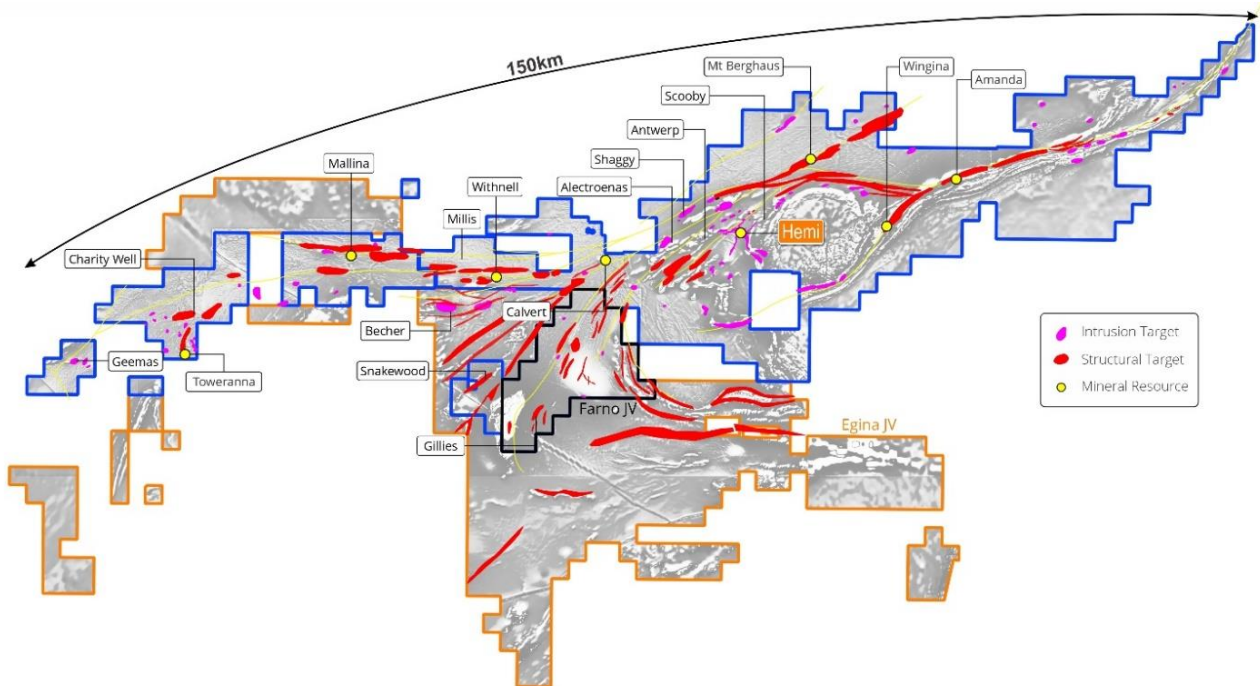 150km
Mt Berghaus
Wingina
Scooby
Amanda
Antwerp
Mallina
Shaggy
Withnell
Alectroenas
Millis
Hemi
Charity Well
Calvert
Becher
Intrusion Target
Geemas
Snakewood
Structural Target
Toweranna
Mineral Resource
Farno JV
Egina JV
Gillies